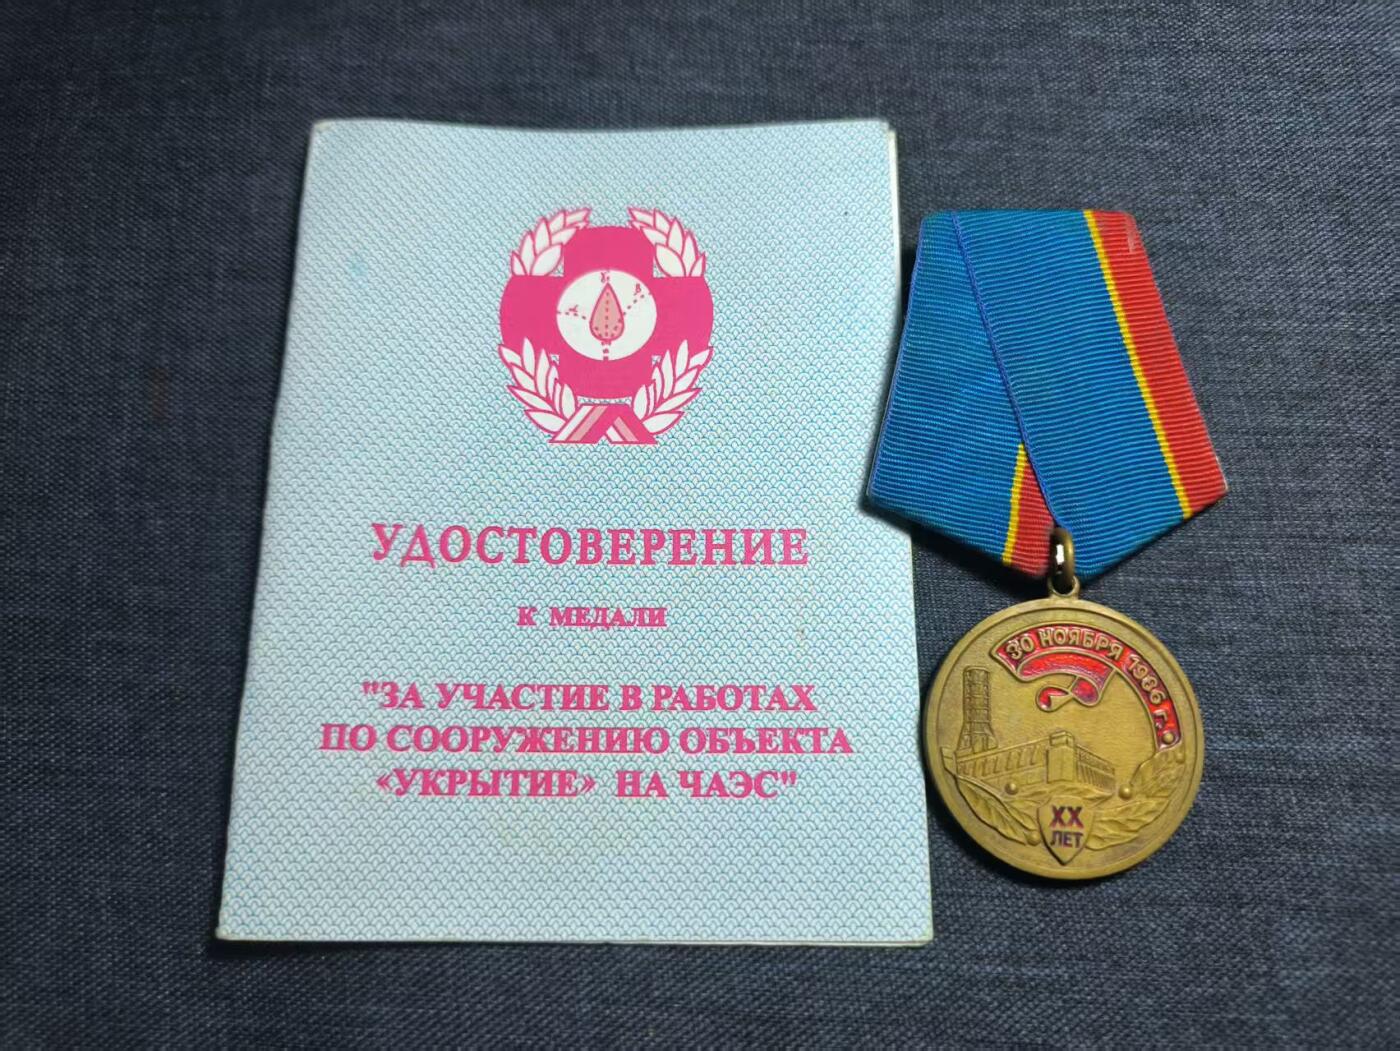 УДОСТОВЕРЕНИЕ
К МЕДАЛИ
"ЗА УЧАСТИЕ В РАБОТАХ
ПО СООРУЖЕНИЮ ОБЪЕКТА
«УКРЫТИЕ» НА ЧАЭС"
30 НОЯБРЯ 1986 г.
XX
ЛЕТ